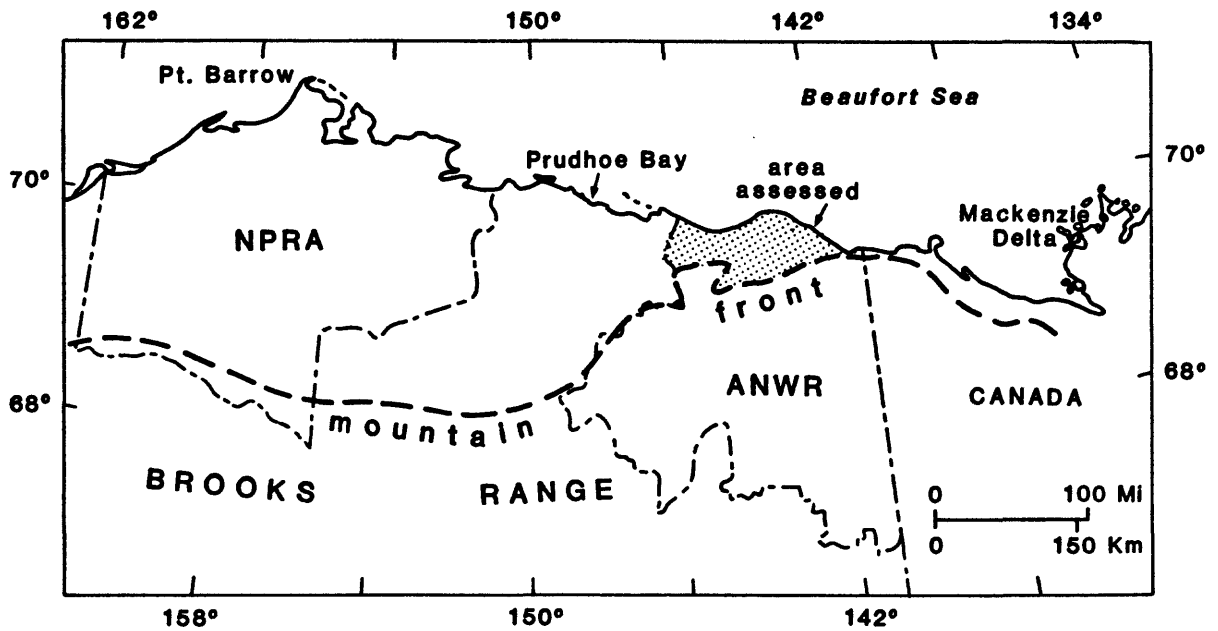 162° 150° 142° 134°
Pt. Barrow
Beaufort Sea
70°
Prudhoe Bay
area
assessed
70°
Mackenzie
Delta
NPRA
front
68°
ANWR
CANADA
68°
mountain
BROOKS RANGE
0 100 Mi
0 150 Km
158° 150° 142°